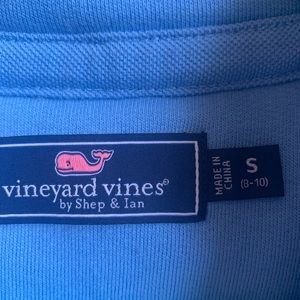 vineyard vines®
by Shep & Ian
MADE IN
CHINA
S
(8-10)